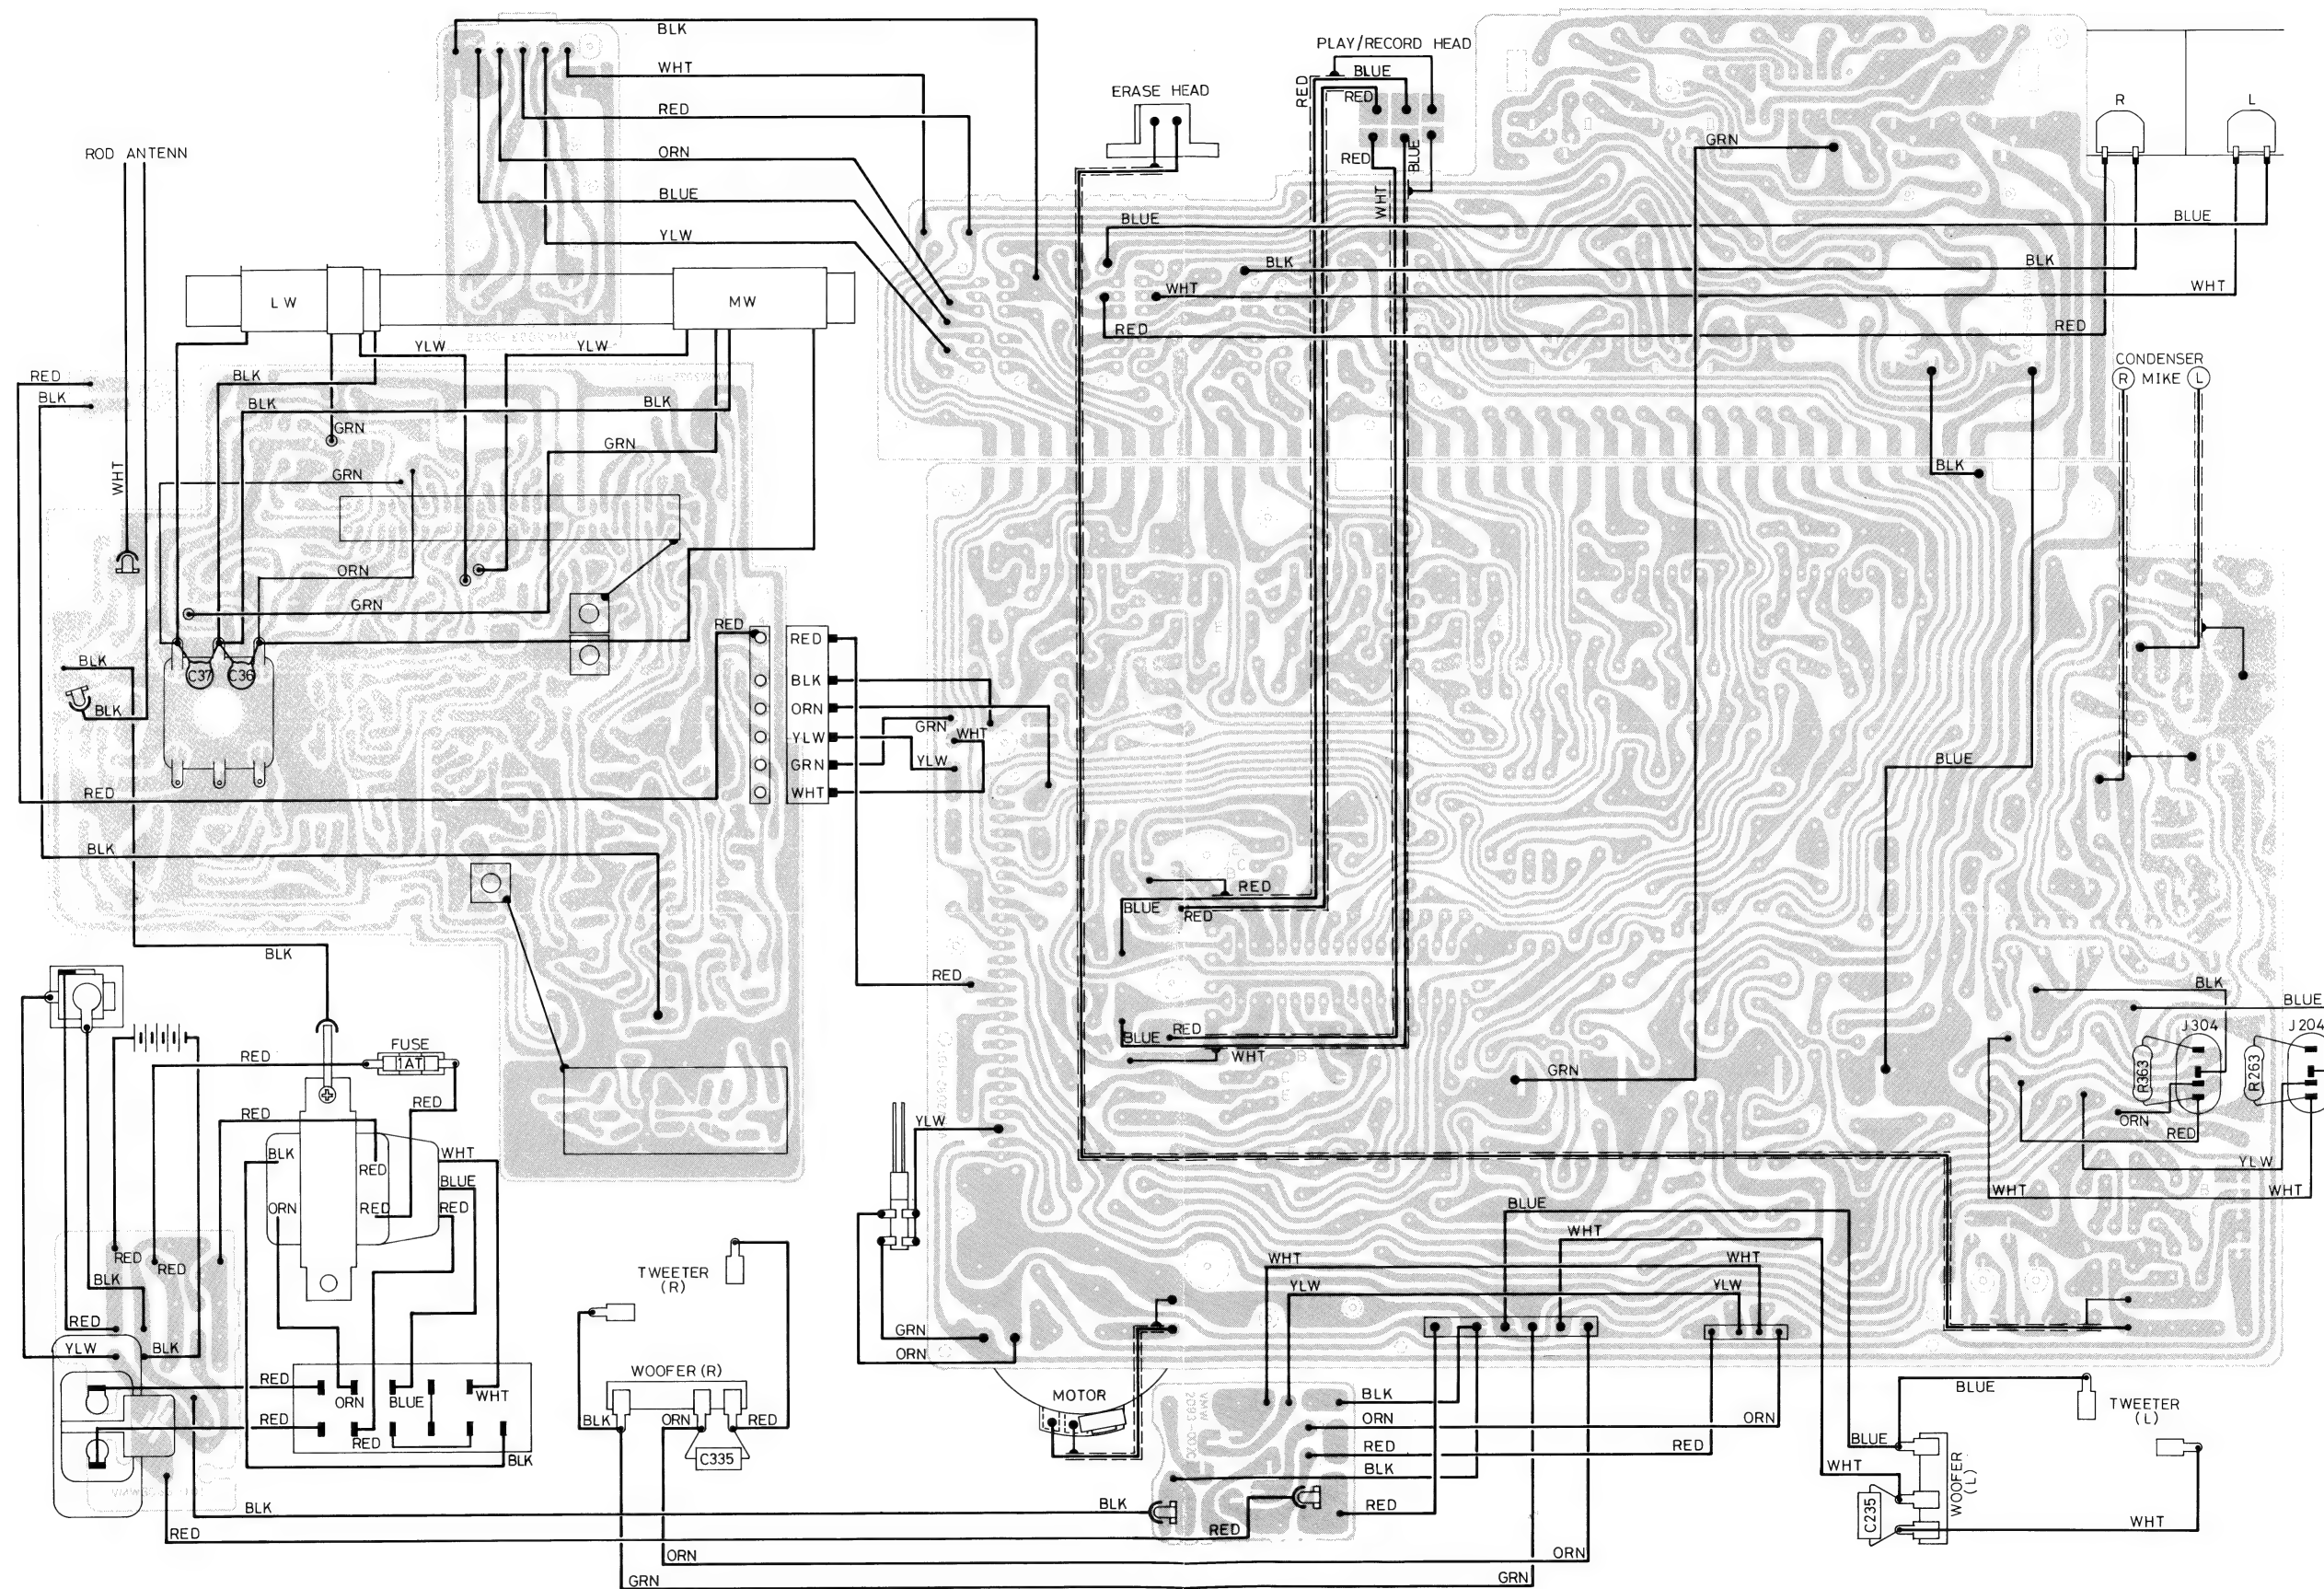 BLK
PLAY/RECORD HEAD
WHT
BLUE
RED
RED
ERASE HEAD
RED
R
L
ROD ANTENN
ORN
RED
BLUE
GRN
BLUE
WHT
BLUE
BLUE
YLW
BLK
BLK
LW
MW
WHT
WHT
RED
RED
YLW
YLW
CONDENSER
R MIKE L
RED
BLK
BLK
BLK
BLK
GRN
GRN
WHT
GRN
BLK
ORN
GRN
RED
RED
BLK
C37
C36
BLK
BLK
ORN
GRN
YLW
WHT
GRN
YLW
WHT
BLUE
RED
BLK
RED
BLUE
RED
BLK
RED
BLK
BLUE
RED
BLUE
WHT
J304
J204
FUSE
1AT
RED
GRN
R363
R263
RED
RED
YLW
ORN
RED
BLK
RED
WHT
YLW
BLUE
WHT
WHT
ORN
RED
RED
BLUE
WHT
RED
RED
WHT
WHT
TWEETER
(R)
BLK
YLW
YLW
RED
GRN
YLW
BLK
ORN
WOOFER (R)
RED
MOTOR
BLUE
ORN
BLUE
WHT
BLK
TWEETER
(L)
RED
BLK
ORN
RED
ORN
ORN
RED
RED
RED
BLUE
BLK
C335
BLK
WHT
WOOFER
(L)
BLK
BLK
RED
C235
RED
RED
WHT
ORN
ORN
GRN
GRN